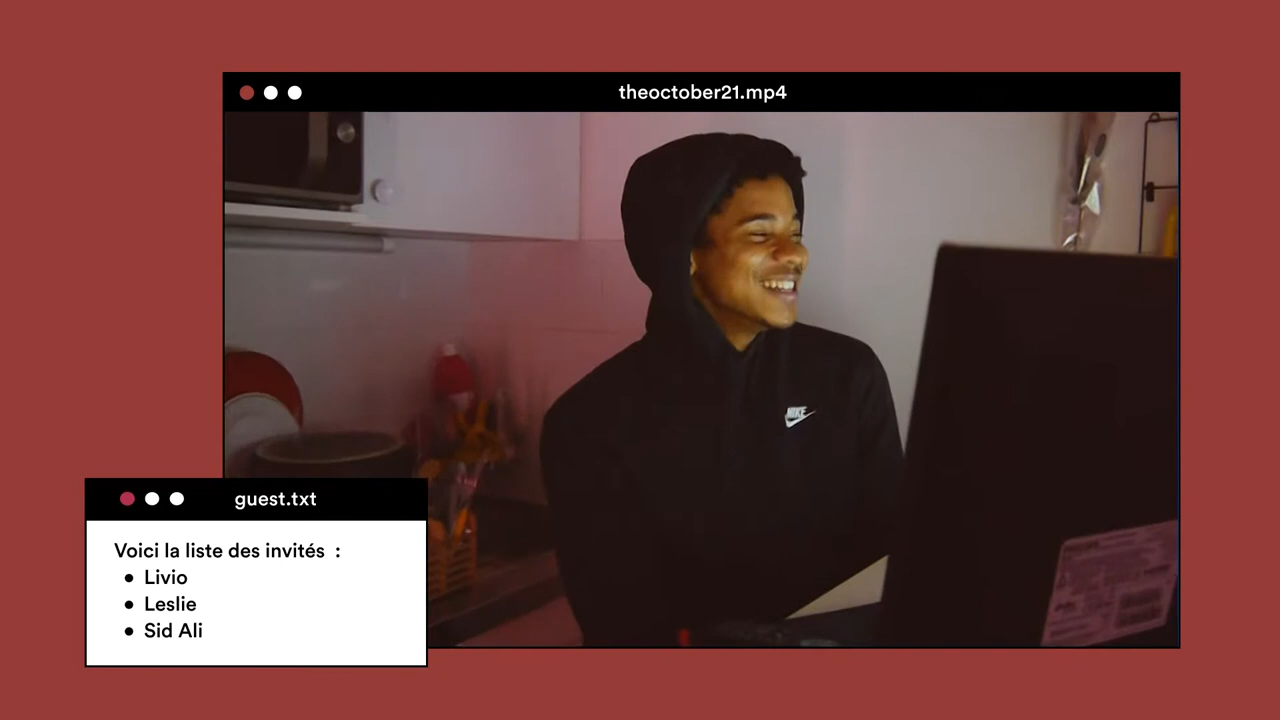 theoctober21.mp4
NIKE
guest.txt
Voici la liste des invités :
● Livio
● Leslie
● Sid Ali